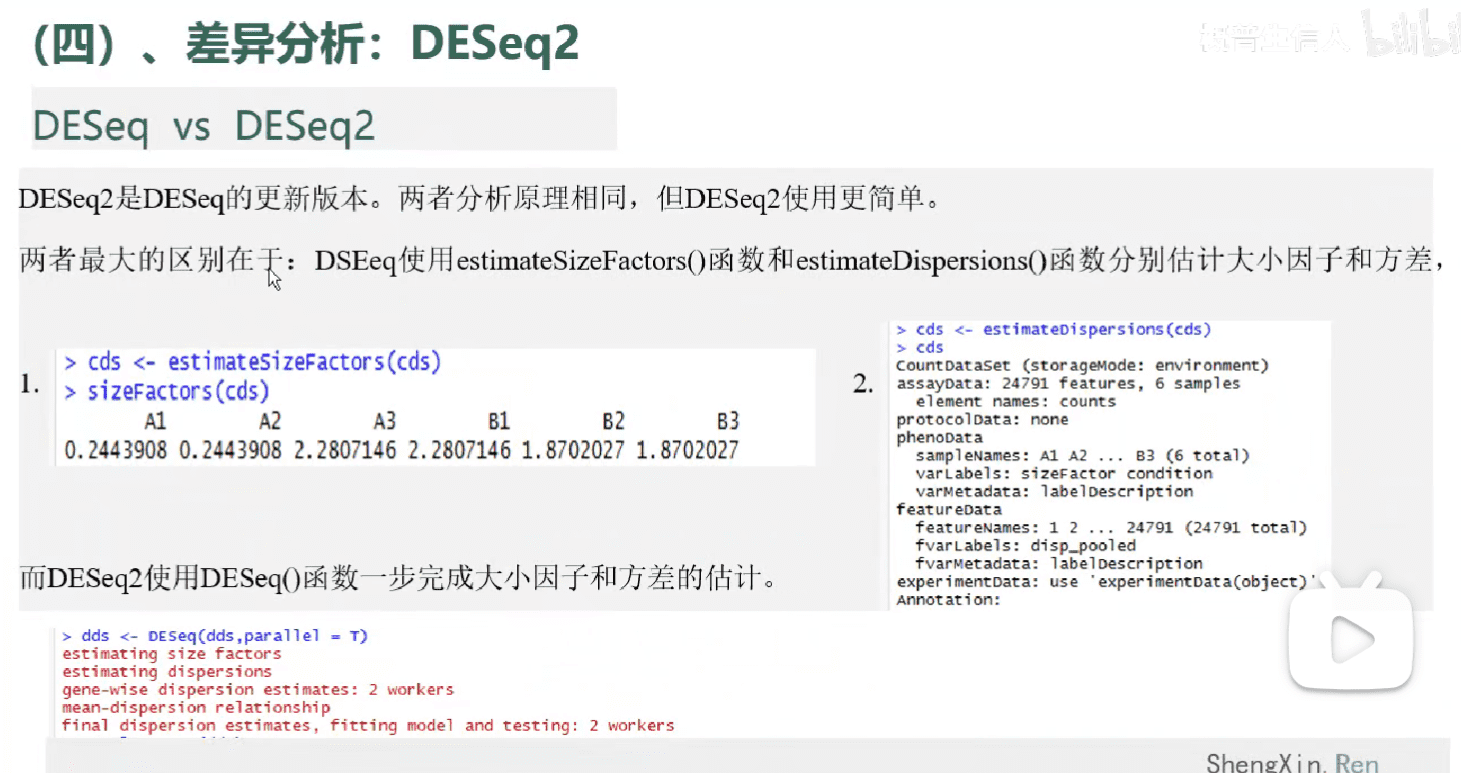 （四）、差异分析：DESeq2
bilibili
DESeq vs DESeq2
DESeq2是DESeq的更新版本。两者分析原理相同，但DESeq2使用更简单。
两者最大的区别在于：DSEeq使用estimateSizeFactors()函数和estimateDispersions()函数分别估计大小因子和方差，
1.
> cds <- estimateSizeFactors(cds)
> sizeFactors(cds)
A1 A2 A3 B1 B2 B3
0.2443908 0.2443908 2.2807146 2.2807146 1.8702027 1.8702027
2.
> cds <- estimateDispersions(cds)
> cds
CountDataSet (storageMode: environment)
assayData: 24791 features, 6 samples
element names: counts
protocolData: none
phenoData
sampleNames: A1 A2 ... B3 (6 total)
varLabels: sizeFactor condition
varMetadata: labelDescription
featureData
featureNames: 1 2 ... 24791 (24791 total)
fvarLabels: disp_pooled
fvarMetadata: labelDescription
experimentData: use 'experimentData(object)'
Annotation:
而DESeq2使用DESeq()函数一步完成大小因子和方差的估计。
> dds <- DESeq(dds,parallel = T)
estimating size factors
estimating dispersions
gene-wise dispersion estimates: 2 workers
mean-dispersion relationship
final dispersion estimates, fitting model and testing: 2 workers
ShengXin.Ren